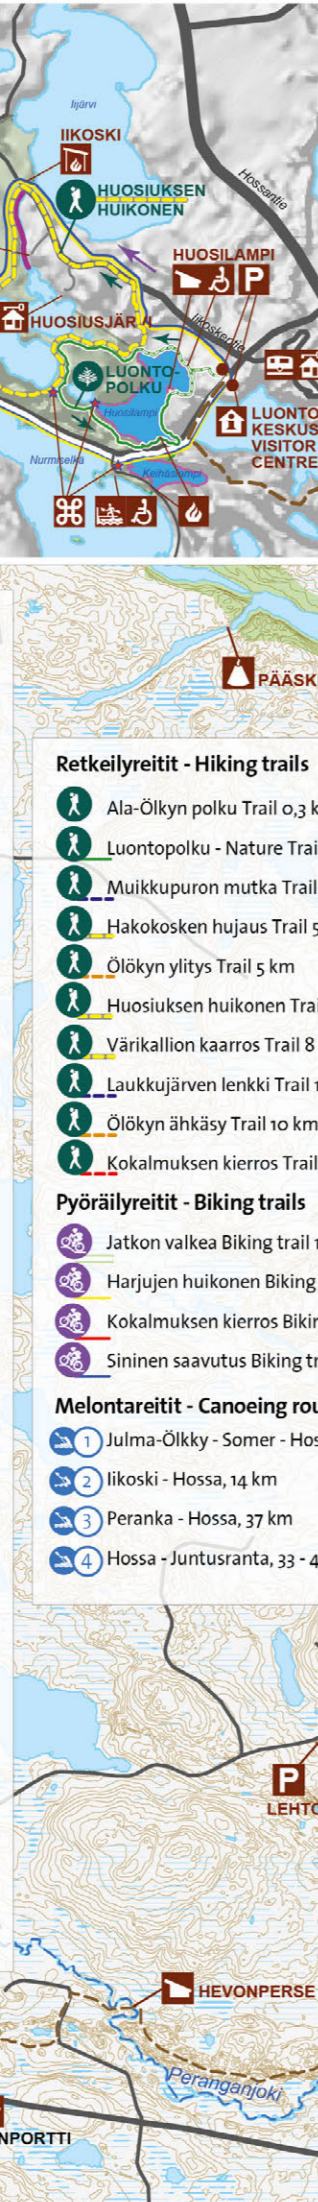 Iijärvi
IIKOSKI
HUOSIUKSEN
HUIKONEN
Hossantie
HUOSILAMPI
P
Iikoskentie
HUOSIUSJÄRVI
LUONTO-
POLKU
Huosilampi
LUONTO
KESKUS
VISITOR
CENTRE
Nurmiselkä
Keihäslampi
PÄÄSK
Retkeilyreitit - Hiking trails
Ala-Ölkyn polku Trail 0,3 k
Luontopolku - Nature Trai
Muikkupuron mutka Trail
Hakokosken hujaus Trail 5
Ölökyn ylitys Trail 5 km
Huosiuksen huikonen Trai
Värikallion kaarros Trail 8
Laukkujärven lenkki Trail 1
Ölökyn ähkäsy Trail 10 km
Kokalmuksen kierros Trail
Pyöräilyreitit - Biking trails
Jatkon valkea Biking trail 1
Harjujen huikonen Biking
Kokalmuksen kierros Bikin
Sininen saavutus Biking tr
Melontareitit - Canoeing rou
1 Julma-Ölkky - Somer - Hos
2 Iikoski - Hossa, 14 km
3 Peranka - Hossa, 37 km
4 Hossa - Juntusranta, 33 - 4
P
LEHTO
HEVONPERSE
Peranganjoki
NPORTTI